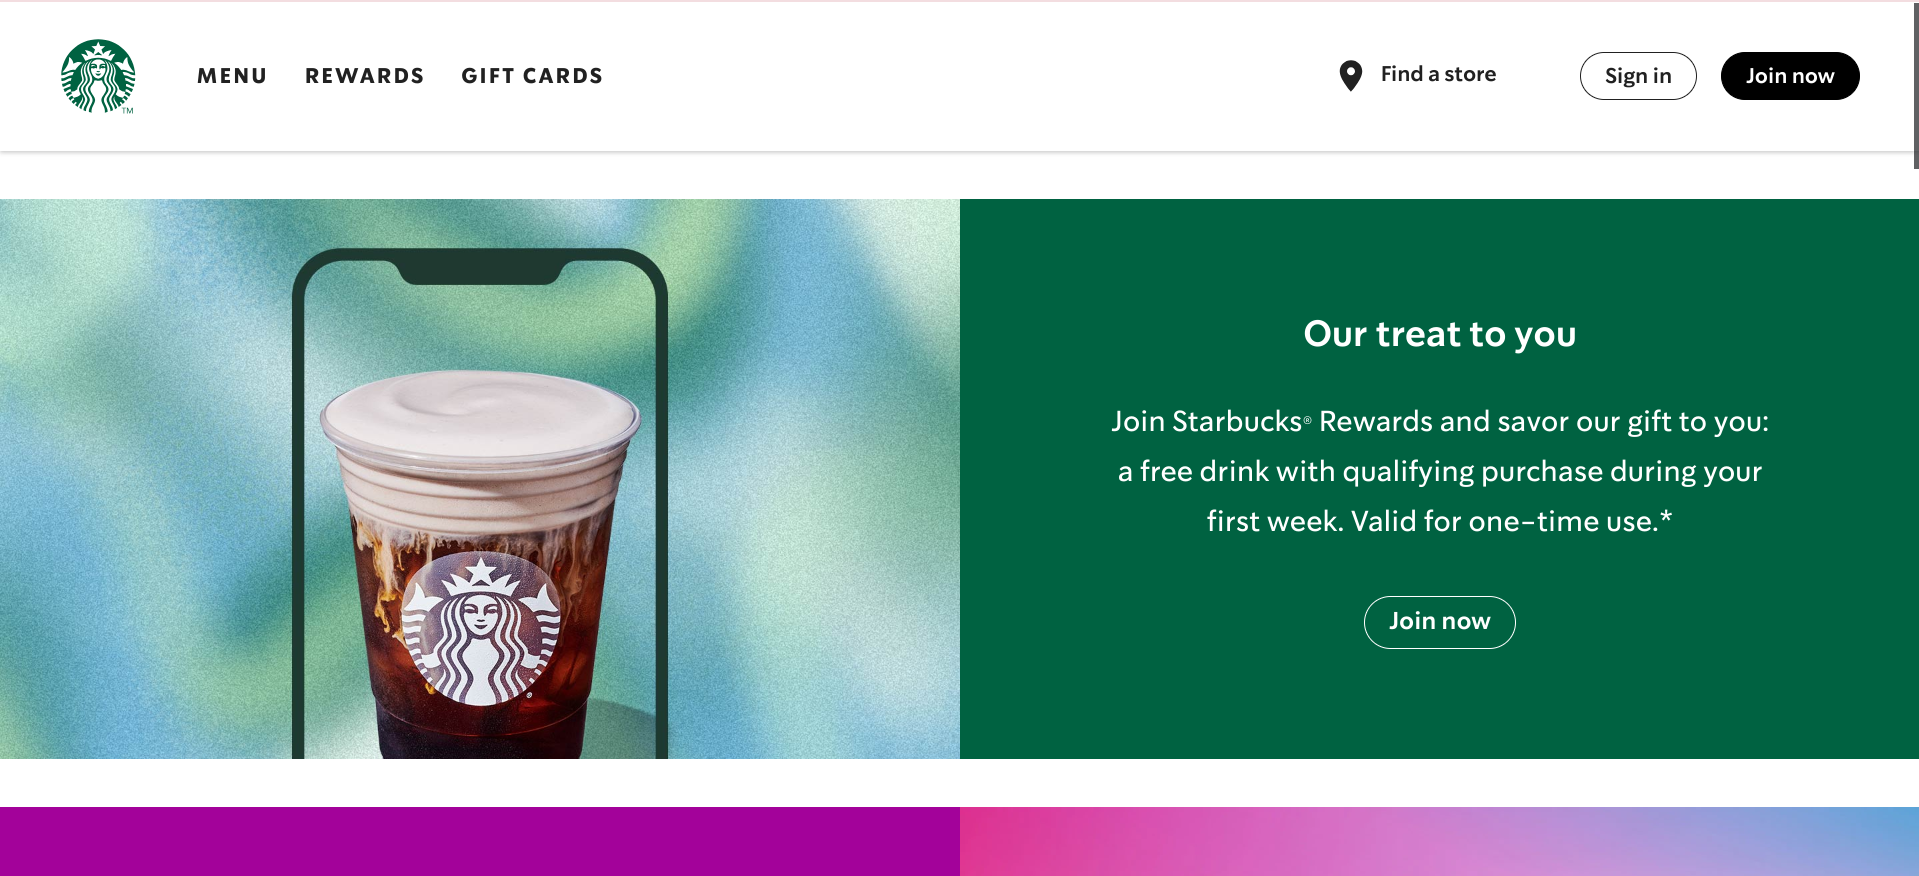 MENU REWARDS GIFT CARDS Find a store Sign in Join now
TM
Our treat to you
Join Starbucks® Rewards and savor our gift to you:
a free drink with qualifying purchase during your
first week. Valid for one-time use.*
Join now
®